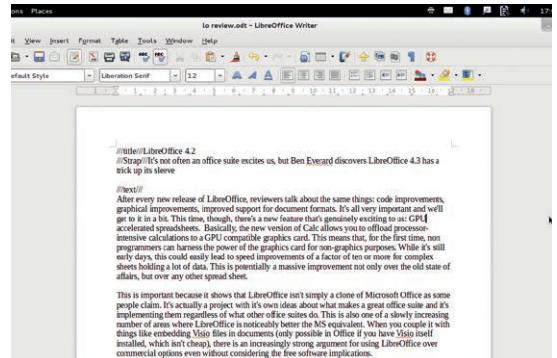 ons Places 17:
lo review.odt - LibreOffice Writer
View Insert Format Table Tools Window Help
efault Style Liberation Serif 12
///title///LibreOffice 4.2
///Strap///It's not often an office suite excites us, but Ben Everard discovers LibreOffice 4.3 has a
trick up its sleeve
///text///
After every new release of LibreOffice, reviewers talk about the same things: code improvements,
graphical improvements, improved support for document formats. It's all very important and we'll
get to it in a bit. This time, though, there's a new feature that's genuinely exciting to us: GPU
accelerated spreadsheets. Basically, the new version of Calc allows you to offload processor-
intensive calculations to a GPU compatible graphics card. This means that, for the first time, non
programmers can harness the power of the graphics card for non-graphics purposes. While it's still
early days, this could easily lead to speed improvements of a factor of ten or more for complex
sheets holding a lot of data. This is potentially a massive improvement not only over the old state of
affairs, but over any other spread sheet.
This is important because it shows that LibreOffice isn't simply a clone of Microsoft Office as some
people claim. It's actually a project with it's own ideas about what makes a great office suite and it's
implementing them regardless of what other office suites do. This is also one of a slowly increasing
number of areas where LibreOffice is noticeably better the MS equivalent. When you couple it with
things like embedding Visio files in documents (only possible in Office if you have Visio itself
installed, which isn't cheap), there is an increasingly strong argument for using LibreOffice over
commercial options even without considering the free software implications.